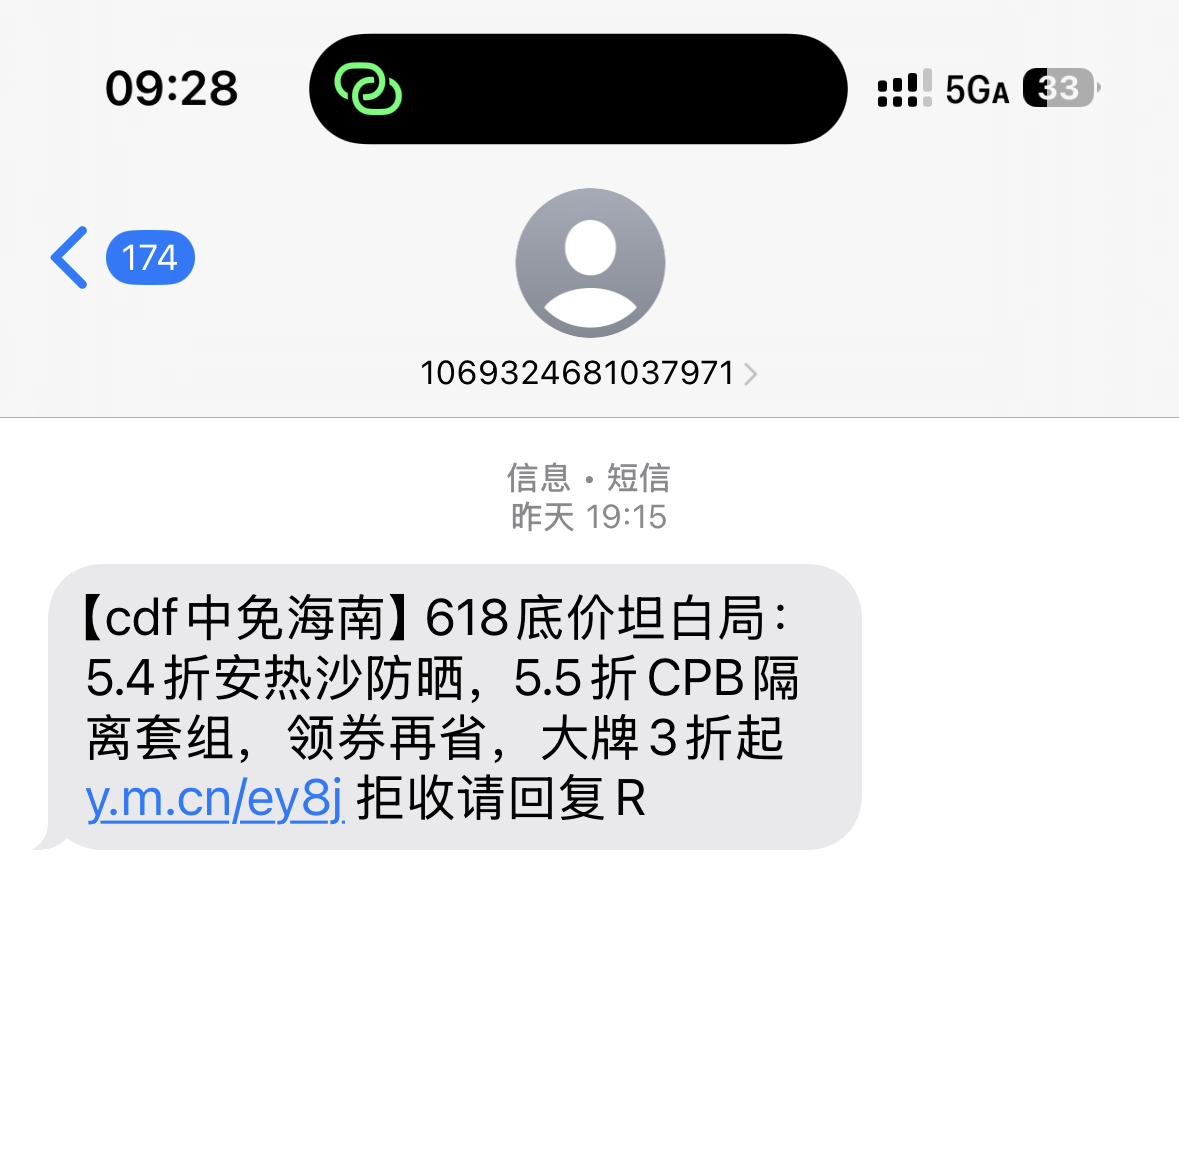 09:28
5GA 33
174
1069324681037971
信息 • 短信
昨天 19:15
【cdf中免海南】618底价坦白局：
5.4折安热沙防晒，5.5折CPB隔
离套组，领券再省，大牌3折起
y.m.cn/ey8j 拒收请回复R